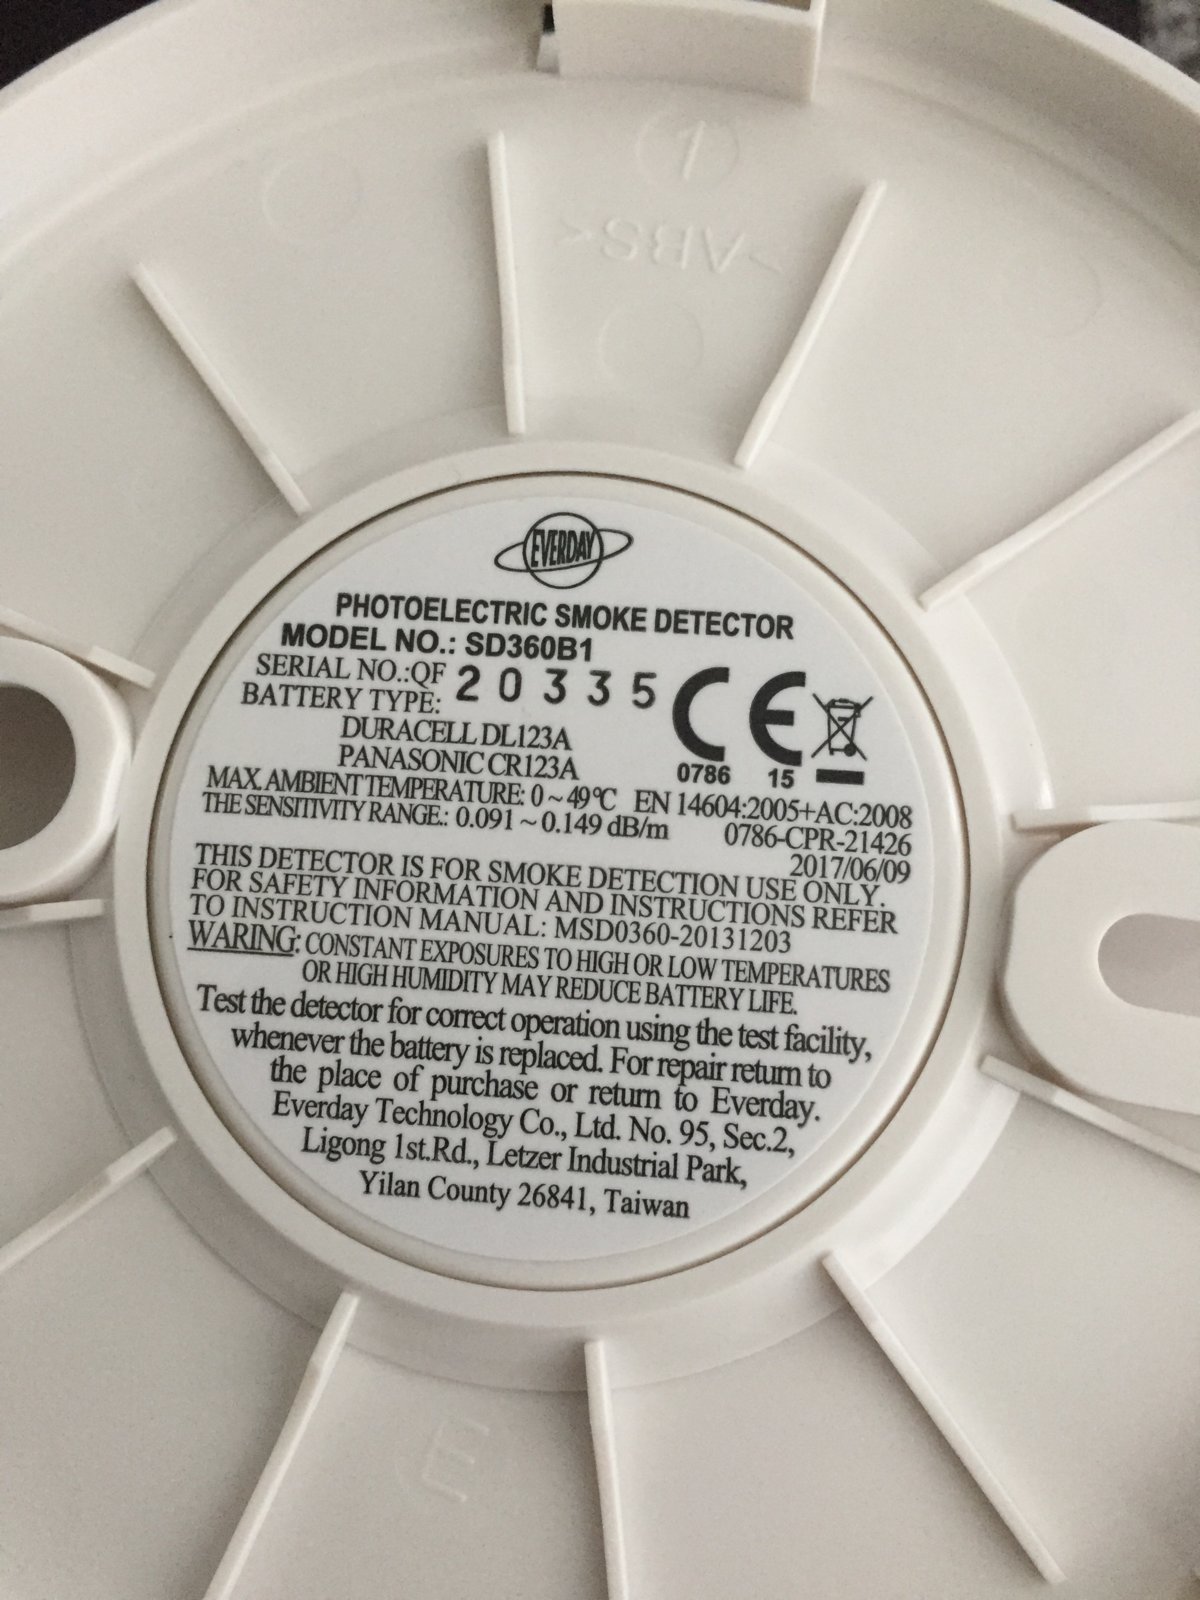 1
>ABS<
EVERDAY
PHOTOELECTRIC SMOKE DETECTOR
MODEL NO.: SD360B1
SERIAL NO.:QF 20335
BATTERY TYPE:
DURACELL DL123A
PANASONIC CR123A
CE
0786 15
MAX. AMBIENT TEMPERATURE: 0~49℃ EN 14604:2005+AC:2008
THE SENSITIVITY RANGE.: 0.091~0.149 dB/m 0786-CPR-21426
2017/06/09
THIS DETECTOR IS FOR SMOKE DETECTION USE ONLY.
FOR SAFETY INFORMATION AND INSTRUCTIONS REFER
TO INSTRUCTION MANUAL: MSD0360-20131203
WARING: CONSTANT EXPOSURES TO HIGH OR LOW TEMPERATURES
OR HIGH HUMIDITY MAY REDUCE BATTERY LIFE.
Test the detector for correct operation using the test facility,
whenever the battery is replaced. For repair return to
the place of purchase or return to Everday.
Everday Technology Co., Ltd. No. 95, Sec.2,
Ligong 1st.Rd., Letzer Industrial Park,
Yilan County 26841, Taiwan